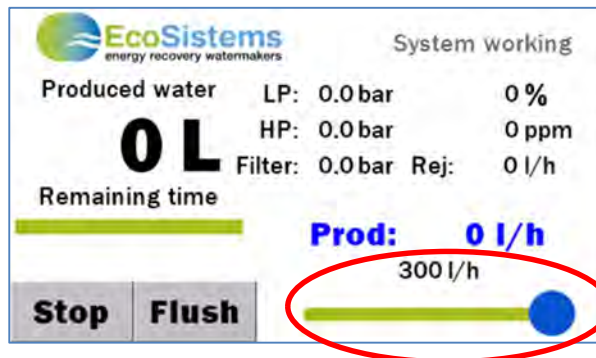 EcoSistems
energy recovery watermakers
System working
Produced water
0 L
LP: 0.0 bar 0 %
HP: 0.0 bar 0 ppm
Filter: 0.0 bar Rej: 0 l/h
Remaining time
Prod: 0 l/h
300 l/h
Stop Flush